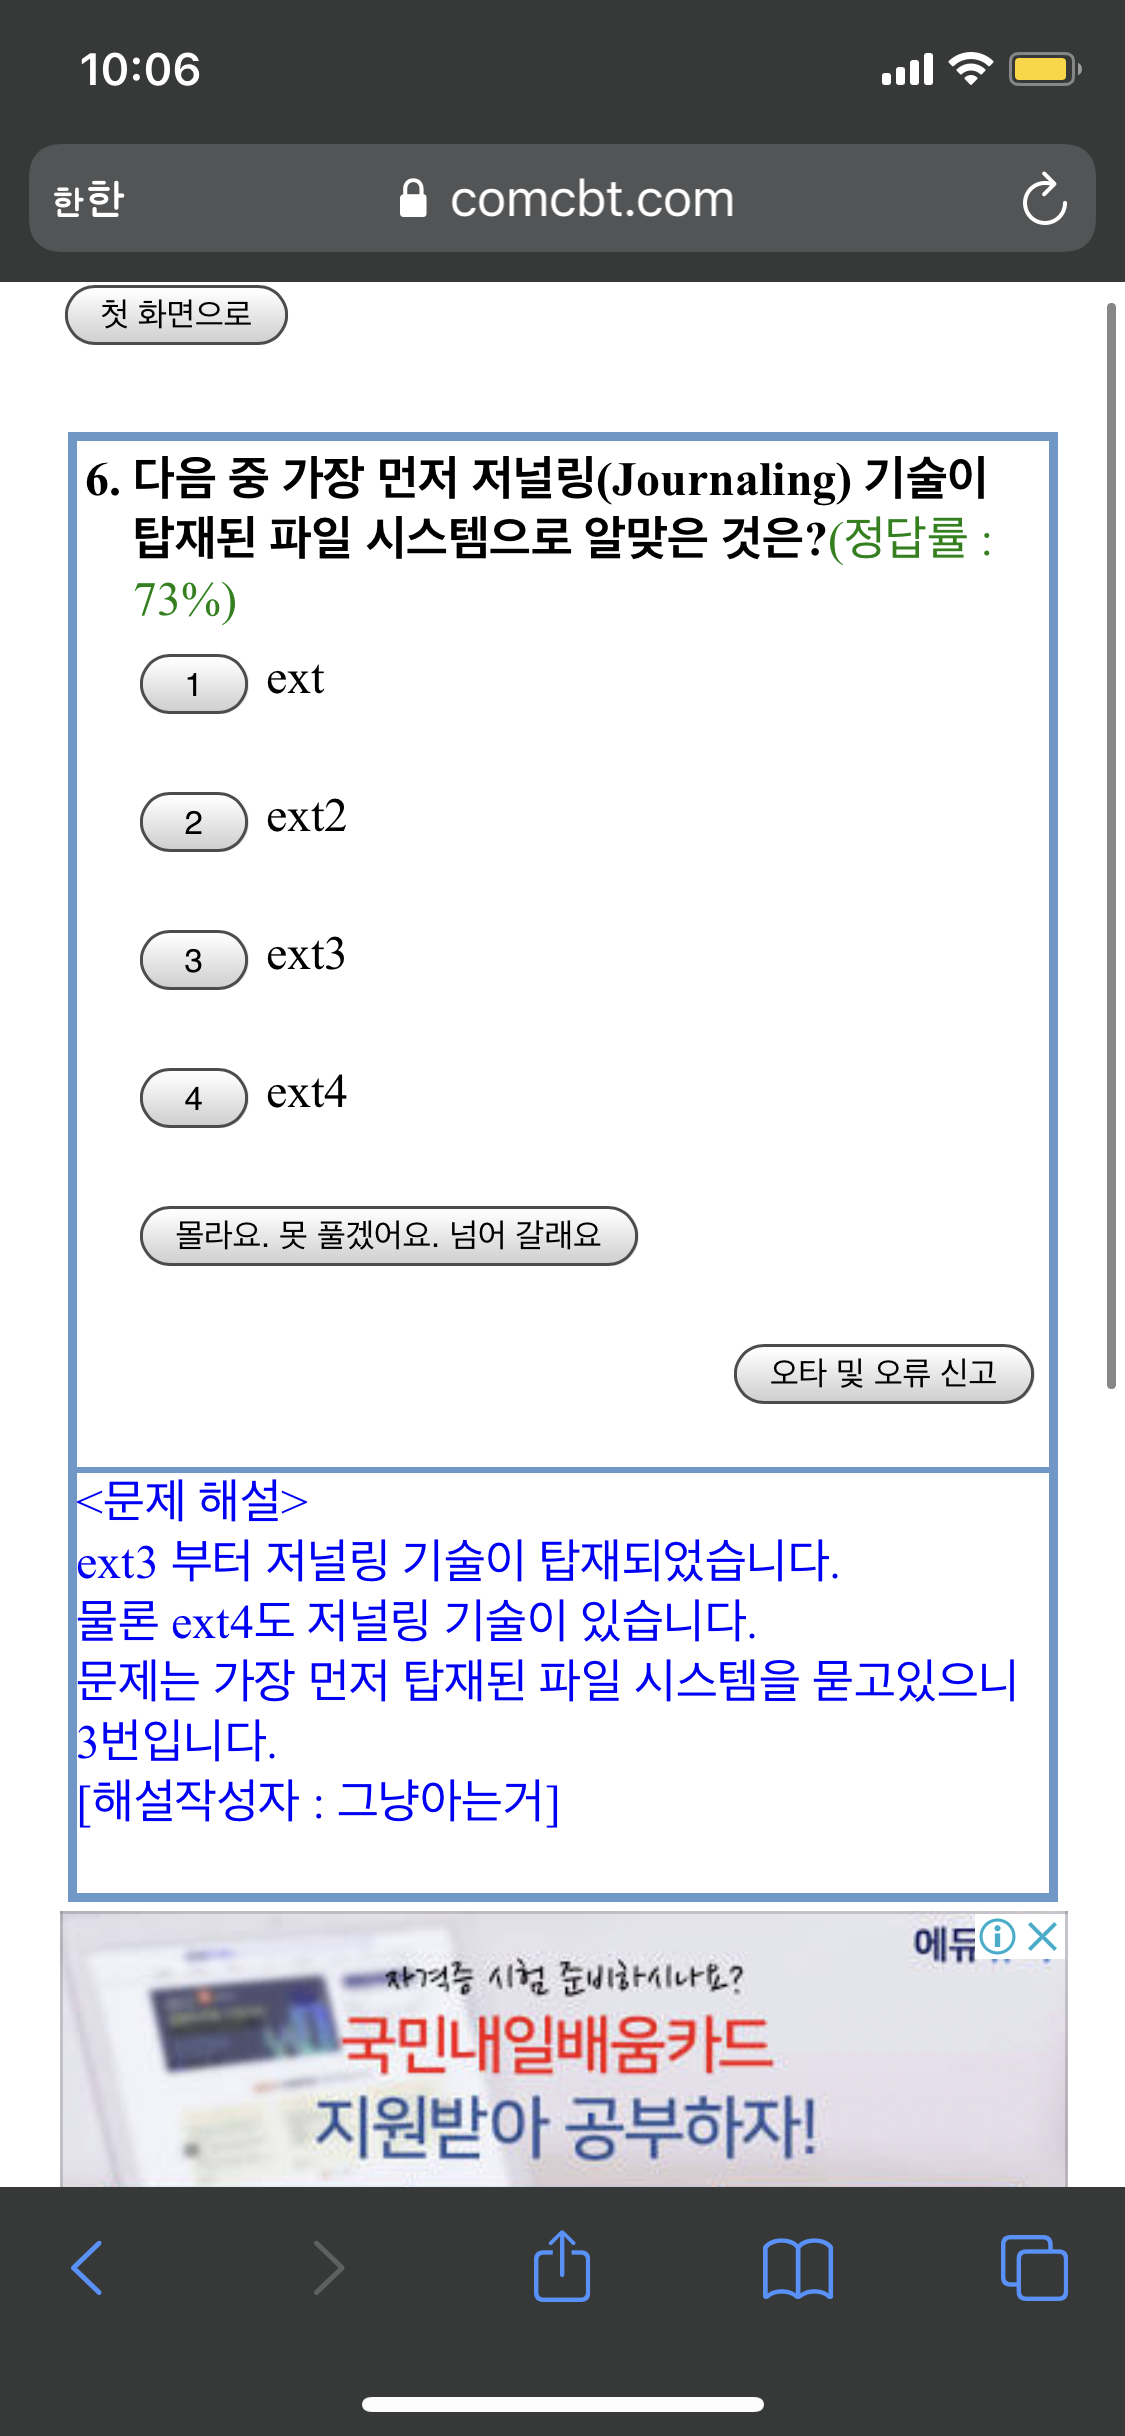 10:06
한한
comcbt.com
첫 화면으로
6. 다음 중 가장 먼저 저널링(Journaling) 기술이
탑재된 파일 시스템으로 알맞은 것은?(정답률 :
73%)
1 ext
2 ext2
3 ext3
4 ext4
몰라요. 못 풀겠어요. 넘어 갈래요
오타 및 오류 신고
<문제 해설>
ext3 부터 저널링 기술이 탑재되었습니다.
물론 ext4도 저널링 기술이 있습니다.
문제는 가장 먼저 탑재된 파일 시스템을 묻고있으니
3번입니다.
[해설작성자 : 그냥아는거]
자격증 시험 준비하시나요?
국민내일배움카드
지원받아 공부하자!